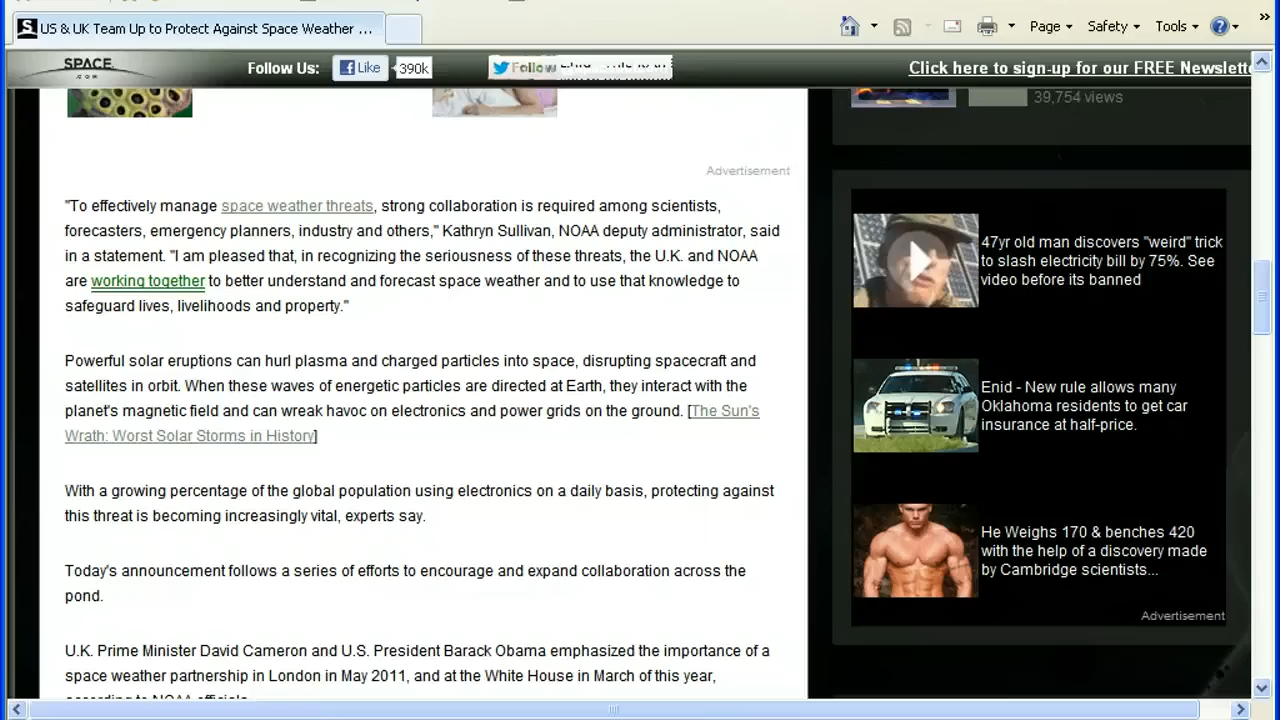 US & UK Team Up to Protect Against Space Weather ...
Page
Safety
Tools
SPACE
.COM
Follow Us:
Like
390k
Follow
Click here to sign-up for our FREE Newslette
39,754 views
Advertisement
"To effectively manage space weather threats, strong collaboration is required among scientists,
forecasters, emergency planners, industry and others," Kathryn Sullivan, NOAA deputy administrator, said
in a statement. "I am pleased that, in recognizing the seriousness of these threats, the U.K. and NOAA
are working together to better understand and forecast space weather and to use that knowledge to
safeguard lives, livelihoods and property."
Powerful solar eruptions can hurl plasma and charged particles into space, disrupting spacecraft and
satellites in orbit. When these waves of energetic particles are directed at Earth, they interact with the
planet's magnetic field and can wreak havoc on electronics and power grids on the ground. [The Sun's
Wrath: Worst Solar Storms in History]
With a growing percentage of the global population using electronics on a daily basis, protecting against
this threat is becoming increasingly vital, experts say.
Today's announcement follows a series of efforts to encourage and expand collaboration across the
pond.
U.K. Prime Minister David Cameron and U.S. President Barack Obama emphasized the importance of a
space weather partnership in London in May 2011, and at the White House in March of this year,
according to NOAA officials
47yr old man discovers "weird" trick
to slash electricity bill by 75%. See
video before its banned
Enid - New rule allows many
Oklahoma residents to get car
insurance at half-price.
He Weighs 170 & benches 420
with the help of a discovery made
by Cambridge scientists...
Advertisement